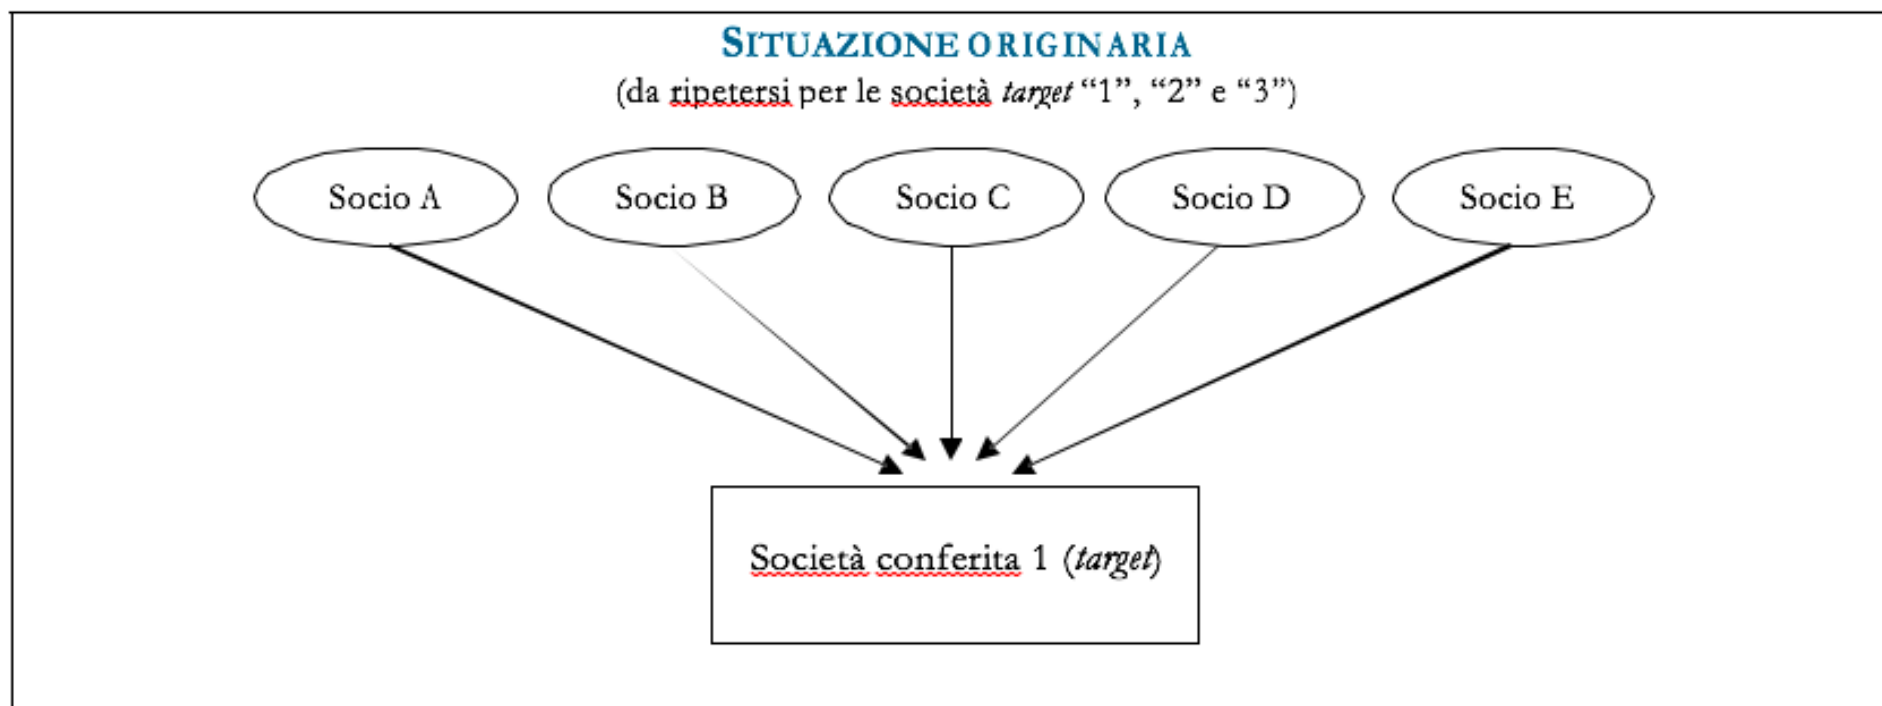 SITUAZIONE ORIGINARIA
(da ripetersi per le società target “1”, “2” e “3”)
Socio A
Socio B
Socio C
Socio D
Socio E
Società conferita 1 (target)